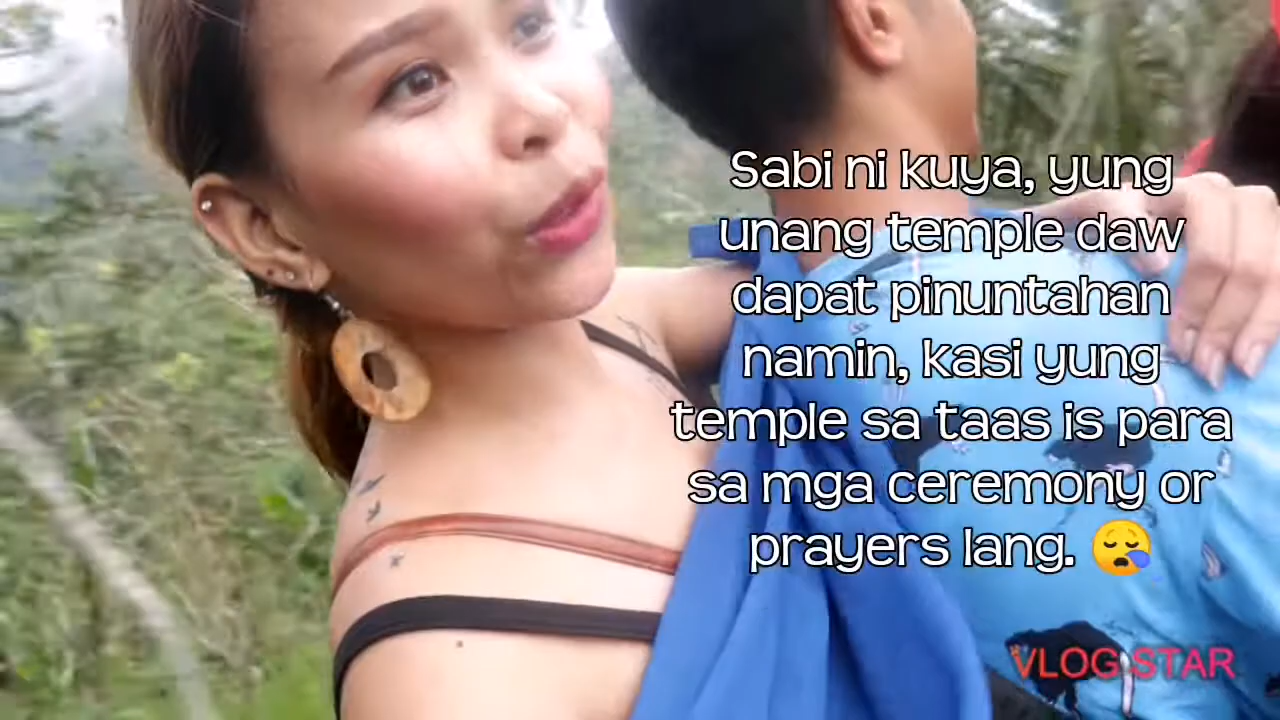 Sabi ni kuya, yung
unang temple daw
dapat pinuntahan
namin, kasi yung
temple sa taas is para
sa mga ceremony or
prayers lang. 😪
VLOG STAR